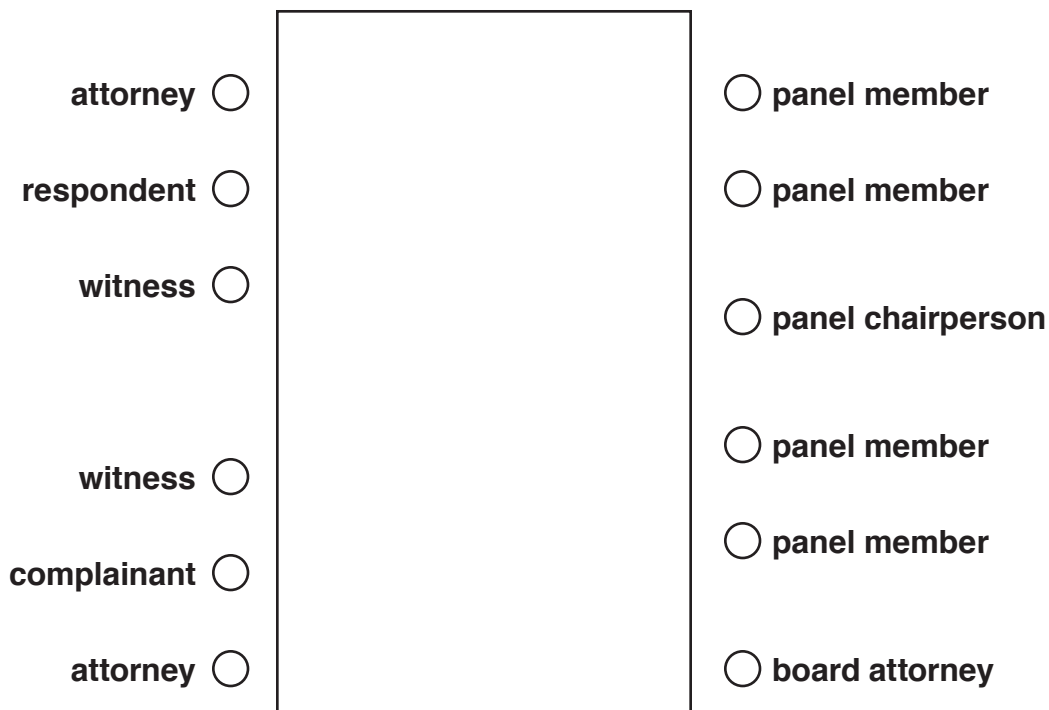 attorney
respondent
witness
witness
complainant
attorney
panel member
panel member
panel chairperson
panel member
panel member
board attorney